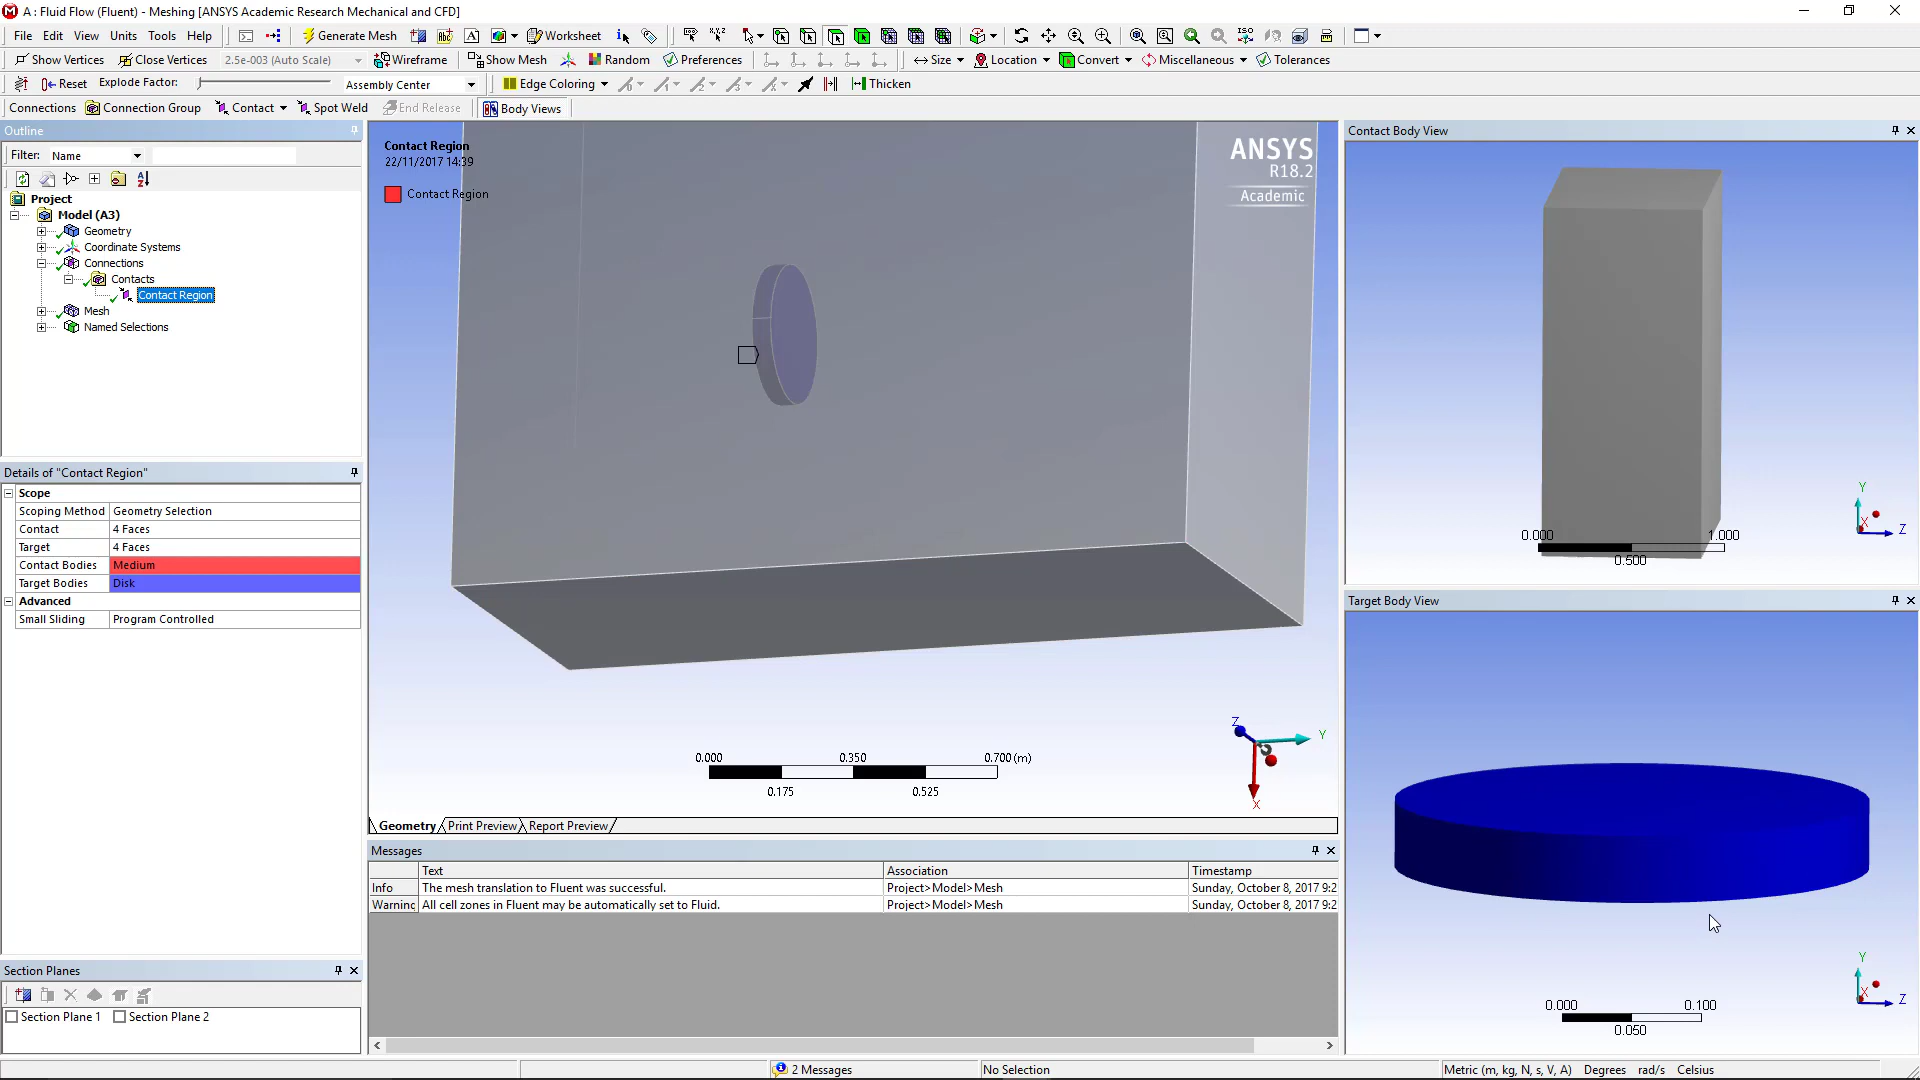 A : Fluid Flow (Fluent) - Meshing [ANSYS Academic Research Mechanical and CFD]
File Edit View Units Tools Help Generate Mesh Worksheet
Show Vertices Close Vertices 2.5e-003 (Auto Scale) Wireframe Show Mesh Random Preferences Size Location Convert Miscellaneous Tolerances
Reset Explode Factor: Assembly Center Edge Coloring Thicken
Connections Connection Group Contact Spot Weld End Release Body Views
Outline
Filter: Name
Project
Model (A3)
Geometry
Coordinate Systems
Connections
Contacts
Contact Region
Mesh
Named Selections
Details of "Contact Region"
Scope
Scoping Method Geometry Selection
Contact 4 Faces
Target 4 Faces
Contact Bodies Medium
Target Bodies Disk
Advanced
Small Sliding Program Controlled
Section Planes
Section Plane 1 Section Plane 2
Contact Region
22/11/2017 14:39
Contact Region
ANSYS
R18.2
Academic
Z
Y
X
0.000 0.350 0.700 (m)
0.175 0.525
Geometry Print Preview Report Preview
Messages
Text Association Timestamp
Info The mesh translation to Fluent was successful. Project>Model>Mesh Sunday, October 8, 2017 9:2
Warning All cell zones in Fluent may be automatically set to Fluid. Project>Model>Mesh Sunday, October 8, 2017 9:2
Contact Body View
0.000 1.000
0.500
Y
X
Z
Target Body View
0.000 0.100
0.050
Y
X
Z
2 Messages No Selection Metric (m, kg, N, s, V, A) Degrees rad/s Celsius